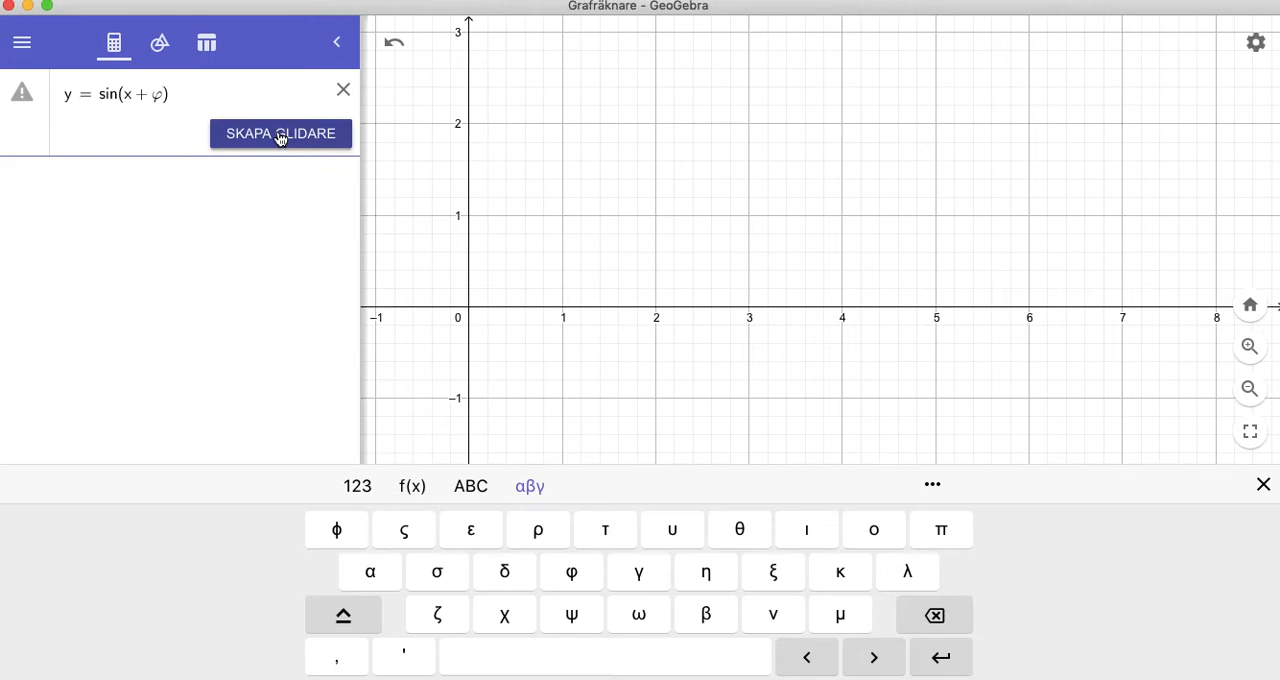 Grafräknare - GeoGebra
y = sin(x + φ)
SKAPA GLIDARE
3
2
1
−1
−1 0 1 2 3 4 5 6 7 8
123 f(x) ABC αβγ •••
ϕ ς ε ρ τ υ θ ι ο π
α σ δ φ γ η ξ κ λ
ζ χ ψ ω β ν μ
, ' < >